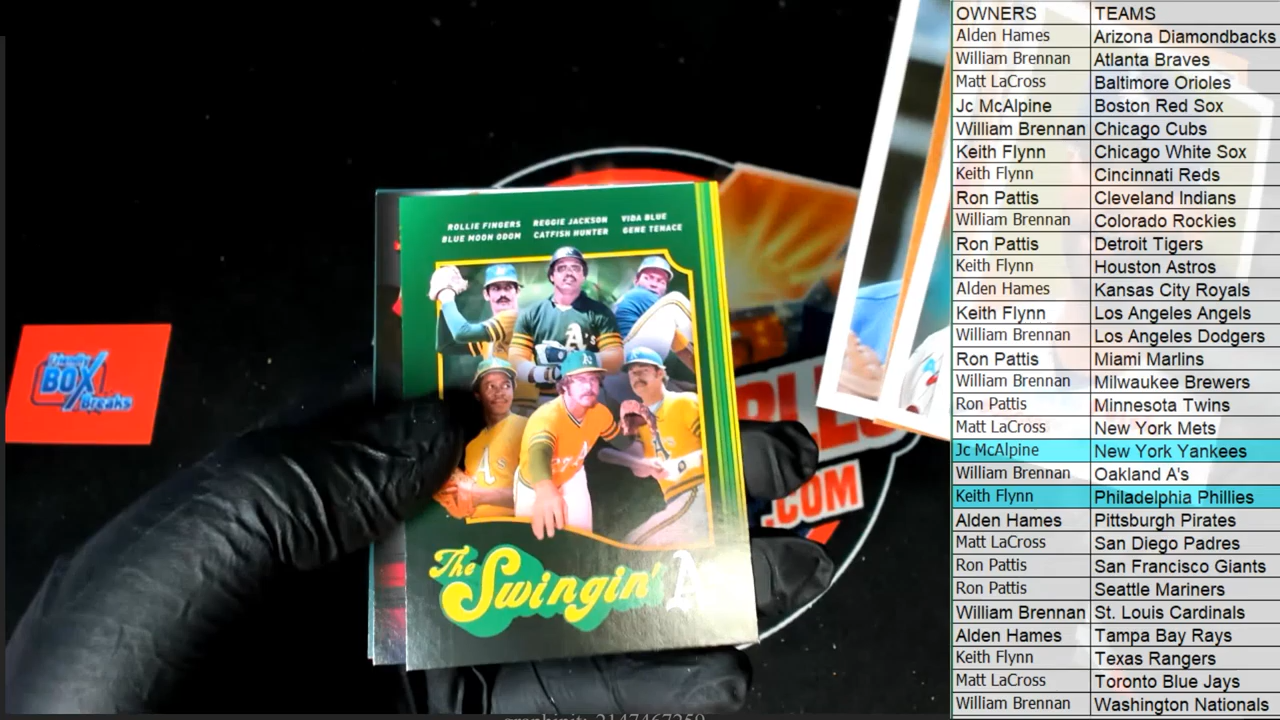 ROLLIE FINGERS REGGIE JACKSON VIDA BLUE
BLUE MOON ODOM CATFISH HUNTER GENE TENACE
The Swingin' A
Friendly
BOX
Breaks
.COM
OWNERS TEAMS
Alden Hames Arizona Diamondbacks
William Brennan Atlanta Braves
Matt LaCross Baltimore Orioles
Jc McAlpine Boston Red Sox
William Brennan Chicago Cubs
Keith Flynn Chicago White Sox
Keith Flynn Cincinnati Reds
Ron Pattis Cleveland Indians
William Brennan Colorado Rockies
Ron Pattis Detroit Tigers
Keith Flynn Houston Astros
Alden Hames Kansas City Royals
Keith Flynn Los Angeles Angels
William Brennan Los Angeles Dodgers
Ron Pattis Miami Marlins
William Brennan Milwaukee Brewers
Ron Pattis Minnesota Twins
Matt LaCross New York Mets
Jc McAlpine New York Yankees
William Brennan Oakland A's
Keith Flynn Philadelphia Phillies
Alden Hames Pittsburgh Pirates
Matt LaCross San Diego Padres
Ron Pattis San Francisco Giants
Ron Pattis Seattle Mariners
William Brennan St. Louis Cardinals
Alden Hames Tampa Bay Rays
Keith Flynn Texas Rangers
Matt LaCross Toronto Blue Jays
William Brennan Washington Nationals